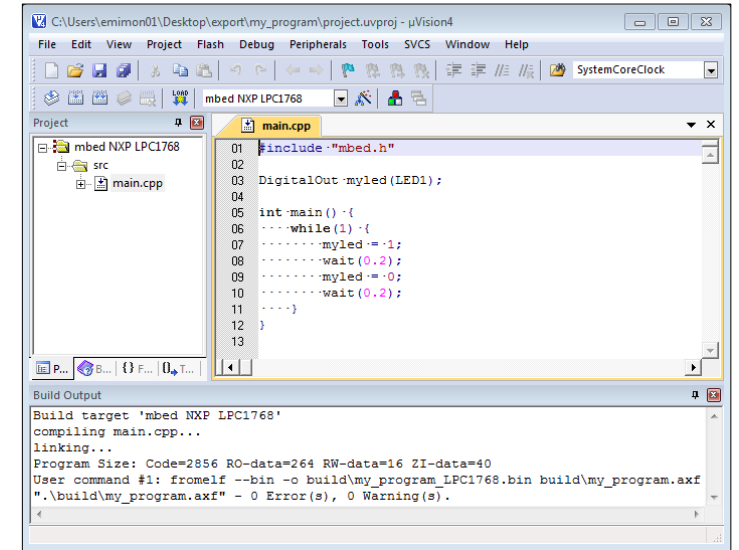 C:\Users\emimon01\Desktop\export\my_program\project.uvproj - µVision4
File Edit View Project Flash Debug Peripherals Tools SVCS Window Help
SystemCoreClock
LOAD mbed NXP LPC1768
Project
main.cpp
mbed NXP LPC1768
src
main.cpp
01 #include·"mbed.h"
02
03 DigitalOut·myled(LED1);
04
05 int·main()·{
06 ····while(1)·{
07 ········myled·=·1;
08 ········wait(0.2);
09 ········myled·=·0;
10 ········wait(0.2);
11 ····}
12 }
13
P... B... {} F... 0 T...
Build Output
Build target 'mbed NXP LPC1768'
compiling main.cpp...
linking...
Program Size: Code=2856 RO-data=264 RW-data=16 ZI-data=40
User command #1: fromelf --bin -o build\my_program_LPC1768.bin build\my_program.axf
".\build\my_program.axf" - 0 Error(s), 0 Warning(s).